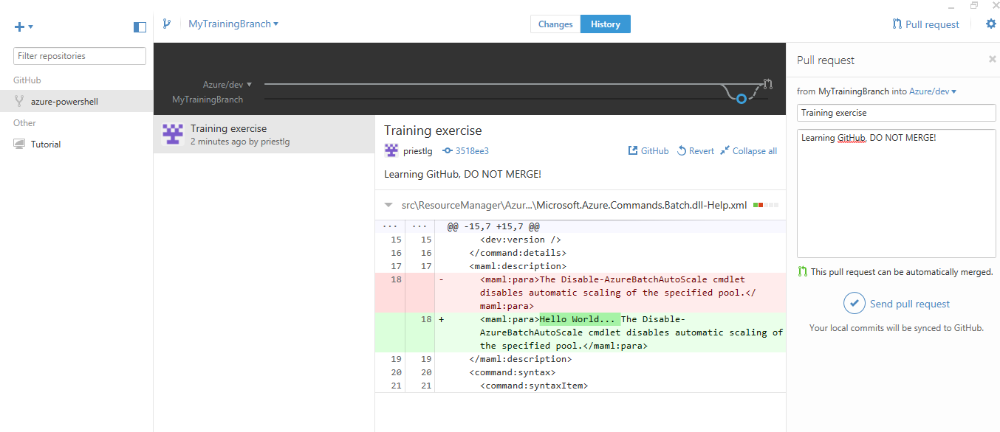 MyTrainingBranch
Changes
History
Pull request
Filter repositories
GitHub
azure-powershell
Other
Tutorial
Azure/dev
MyTrainingBranch
Training exercise
2 minutes ago by priestlg
Training exercise
priestlg 3518ee3
GitHub Revert Collapse all
Learning GitHub, DO NOT MERGE!
src\ResourceManager\Azur...\Microsoft.Azure.Commands.Batch.dll-Help.xml
... ... @@ -15,7 +15,7 @@
15 15 <dev:version />
16 16 </command:details>
17 17 <maml:description>
18 - <maml:para>The Disable-AzureBatchAutoScale cmdlet
disables automatic scaling of the specified pool.</
maml:para>
18 + <maml:para>Hello World... The Disable-
AzureBatchAutoScale cmdlet disables automatic scaling of
the specified pool.</maml:para>
19 19 </maml:description>
20 20 <command:syntax>
21 21 <command:syntaxItem>
Pull request
from MyTrainingBranch into Azure/dev
Training exercise
Learning GitHub, DO NOT MERGE!
This pull request can be automatically merged.
Send pull request
Your local commits will be synced to GitHub.